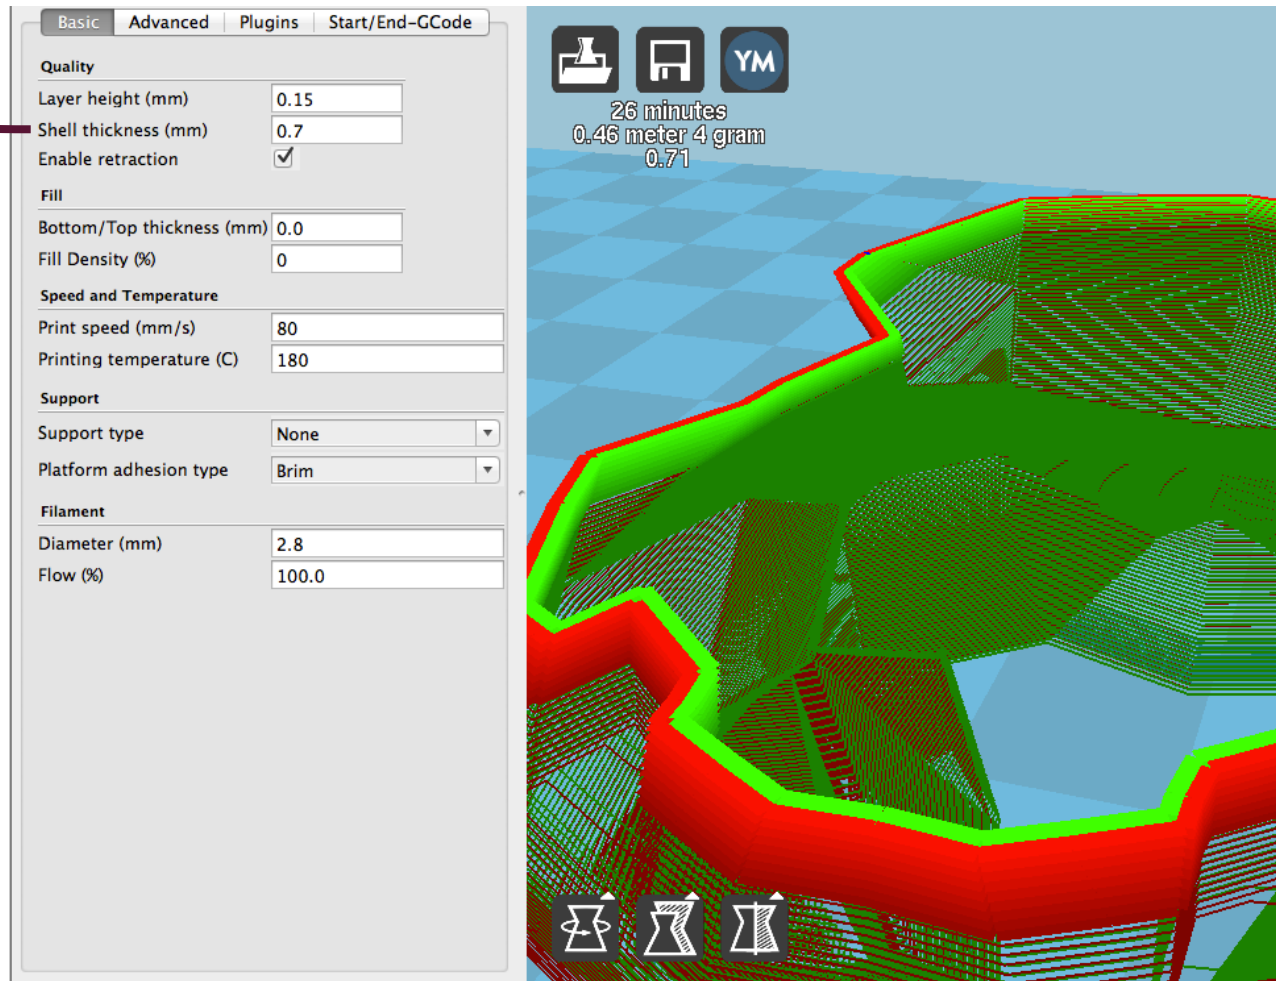 Basic Advanced Plugins Start/End-GCode
Quality
Layer height (mm) 0.15
Shell thickness (mm) 0.7
Enable retraction
Fill
Bottom/Top thickness (mm) 0.0
Fill Density (%) 0
Speed and Temperature
Print speed (mm/s) 80
Printing temperature (C) 180
Support
Support type None
Platform adhesion type Brim
Filament
Diameter (mm) 2.8
Flow (%) 100.0
YM
26 minutes
0.46 meter 4 gram
0.71